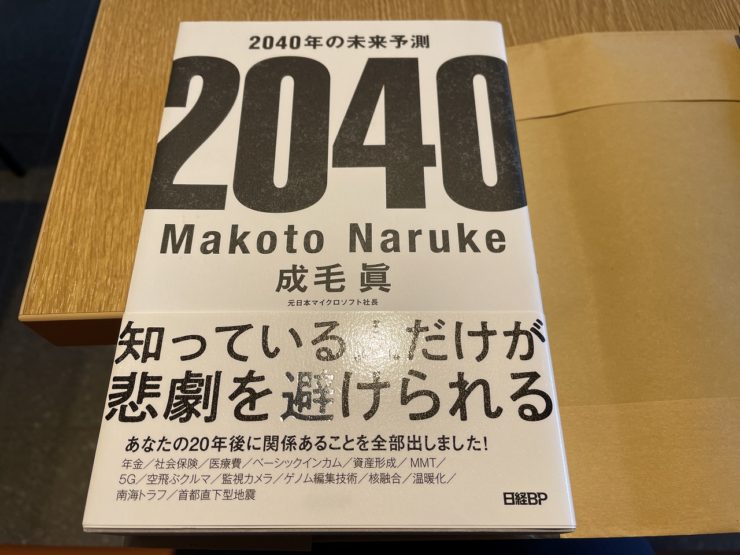 2040年の未来予測
2040
Makoto Naruke
成毛 眞
元日本マイクロソフト社長
知っている人だけが
悲劇を避けられる
あなたの20年後に関係あることを全部出しました!
年金/社会保険/医療費/ベーシックインカム/資産形成/MMT/
5G/空飛ぶクルマ/監視カメラ/ゲノム編集技術/核融合/温暖化/
南海トラフ/首都直下型地震
日経BP